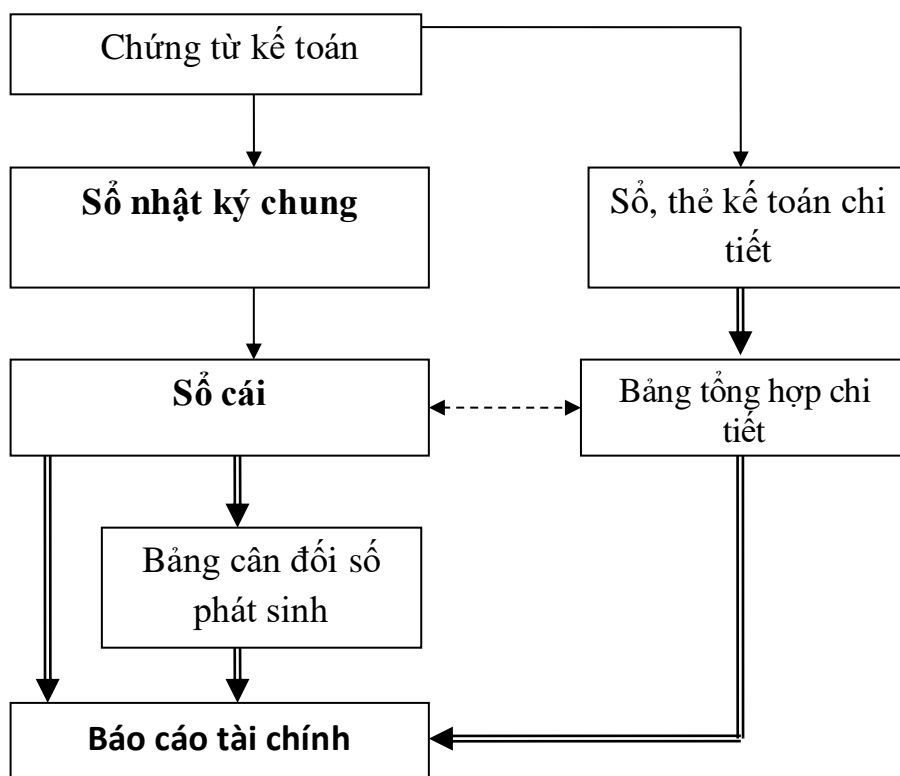 Chứng từ kế toán
Sổ nhật ký chung
Sổ, thẻ kế toán chi
tiết
Sổ cái
Bảng tổng hợp chi
tiết
Bảng cân đối số
phát sinh
Báo cáo tài chính